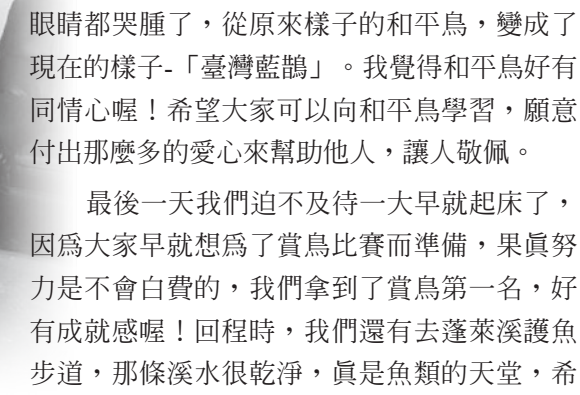 眼睛都哭腫了，從原來樣子的和平鳥，變成了
現在的樣子-「臺灣藍鵲」。我覺得和平鳥好有
同情心喔！希望大家可以向和平鳥學習，願意
付出那麼多的愛心來幫助他人，讓人敬佩。
最後一天我們迫不及待一大早就起床了，
因為大家早就想為了賞鳥比賽而準備，果真努
力是不會白費的，我們拿到了賞鳥第一名，好
有成就感喔！回程時，我們還有去蓬萊溪護魚
步道，那條溪水很乾淨，真是魚類的天堂，希